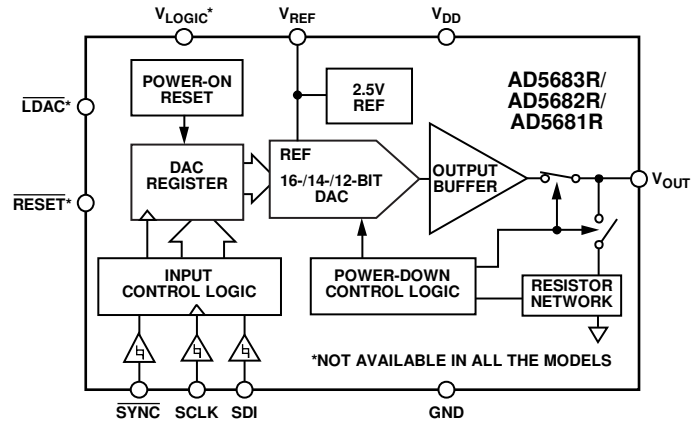 VLOGIC* VREF VDD
LDAC*
RESET*
POWER-ON
RESET
2.5V
REF
AD5683R/
AD5682R/
AD5681R
DAC
REGISTER
REF
16-/14-/12-BIT
DAC
OUTPUT
BUFFER
VOUT
INPUT
CONTROL LOGIC
POWER-DOWN
CONTROL LOGIC
RESISTOR
NETWORK
*NOT AVAILABLE IN ALL THE MODELS
SYNC SCLK SDI GND